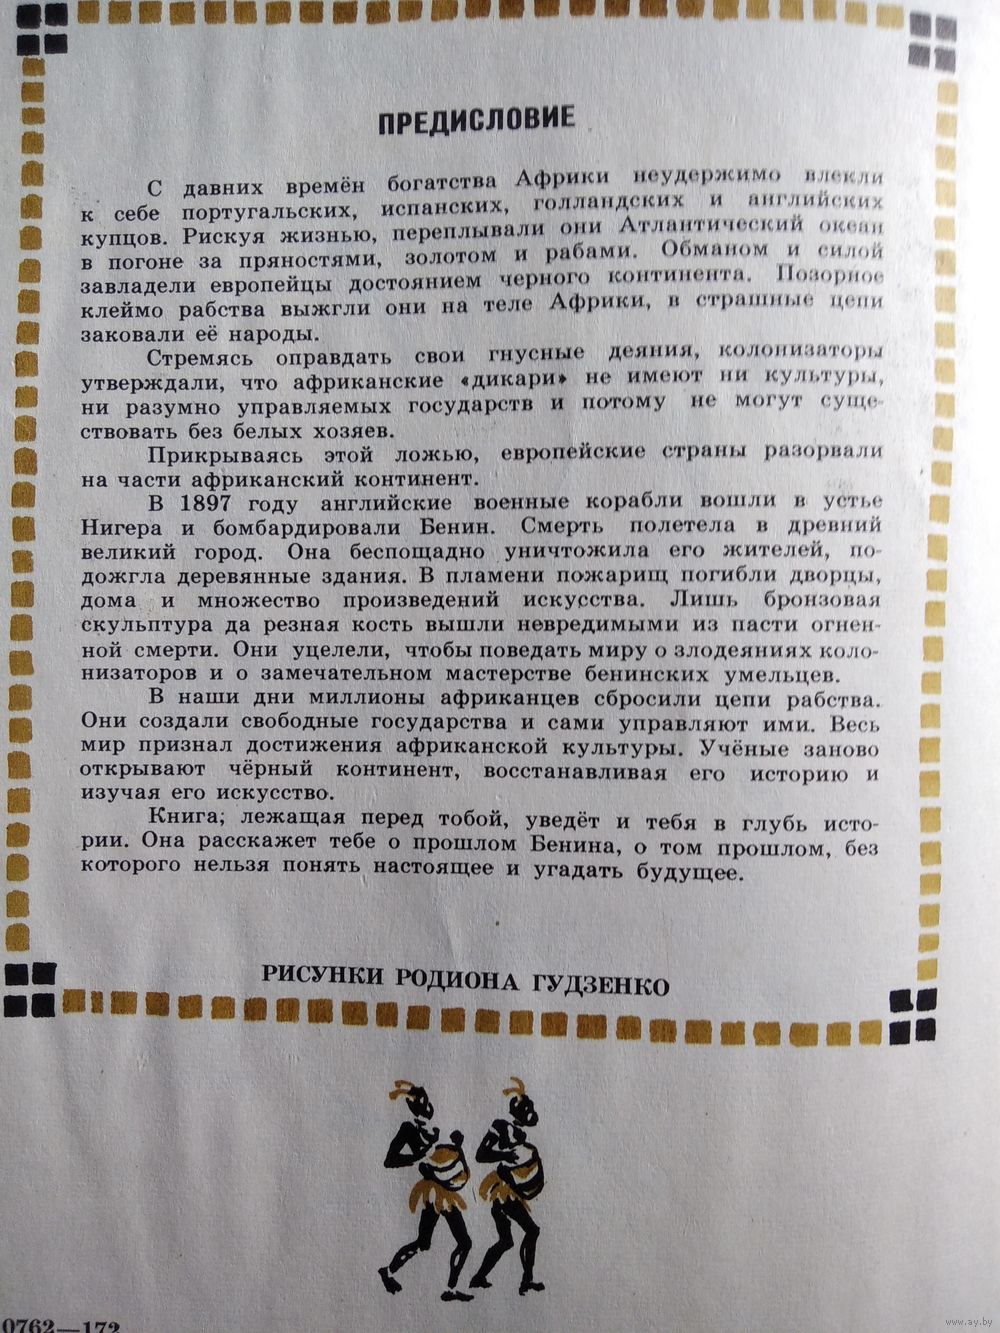 ПРЕДИСЛОВИЕ
С давних времён богатства Африки неудержимо влекли
к себе португальских, испанских, голландских и английских
купцов. Рискуя жизнью, переплывали они Атлантический океан
в погоне за пряностями, золотом и рабами. Обманом и силой
завладели европейцы достоянием черного континента. Позорное
клеймо рабства выжгли они на теле Африки, в страшные цепи
заковали её народы.
Стремясь оправдать свои гнусные деяния, колонизаторы
утверждали, что африканские «дикари» не имеют ни культуры,
ни разумно управляемых государств и потому не могут суще-
ствовать без белых хозяев.
Прикрываясь этой ложью, европейские страны разорвали
на части африканский континент.
В 1897 году английские военные корабли вошли в устье
Нигера и бомбардировали Бенин. Смерть полетела в древний
великий город. Она беспощадно уничтожила его жителей, по-
дожгла деревянные здания. В пламени пожарищ погибли дворцы,
дома и множество произведений искусства. Лишь бронзовая
скульптура да резная кость вышли невредимыми из пасти огнен-
ной смерти. Они уцелели, чтобы поведать миру о злодеяниях коло-
низаторов и о замечательном мастерстве бенинских умельцев.
В наши дни миллионы африканцев сбросили цепи рабства.
Они создали свободные государства и сами управляют ими. Весь
мир признал достижения африканской культуры. Учёные заново
открывают чёрный континент, восстанавливая его историю и
изучая его искусство.
Книга; лежащая перед тобой, уведёт и тебя в глубь исто-
рии. Она расскажет тебе о прошлом Бенина, о том прошлом, без
которого нельзя понять настоящее и угадать будущее.
РИСУНКИ РОДИОНА ГУДЗЕНКО
0762—172
www.ay.by